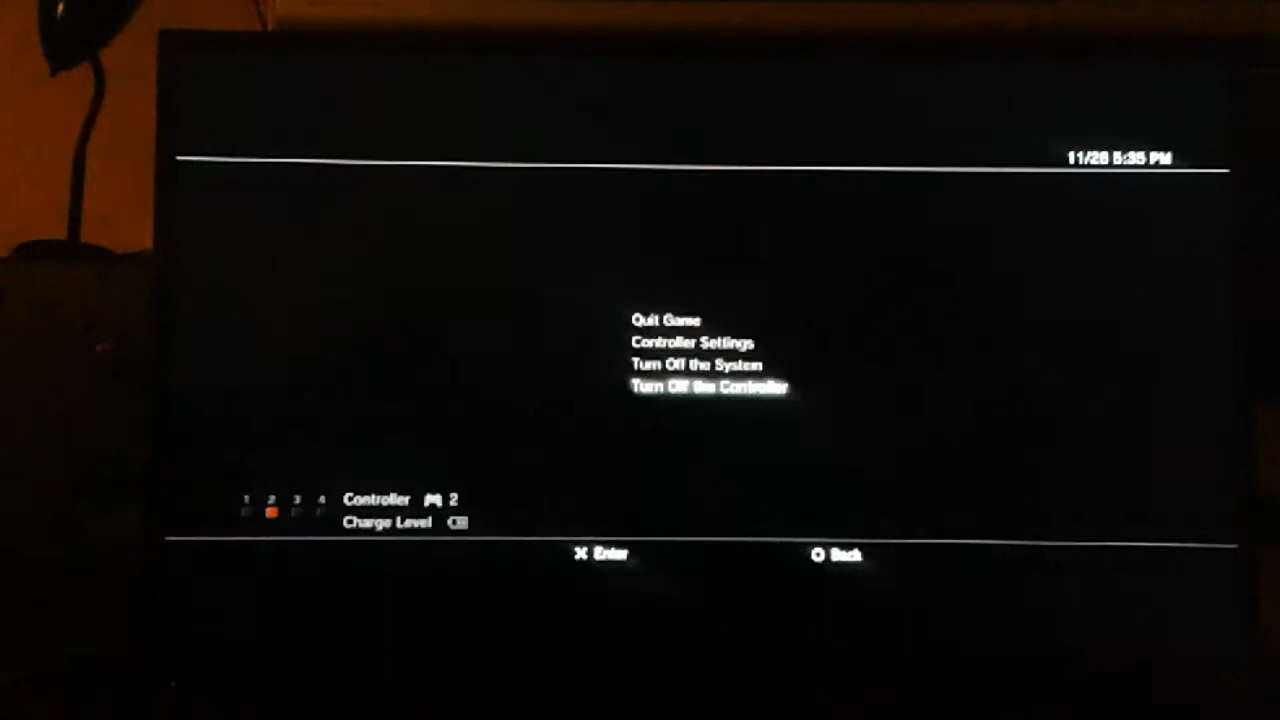 11/26 5:35 PM
Quit Game
Controller Settings
Turn Off the System
Turn Off the Controller
1 2 3 4 Controller 2
Charge Level
X Enter O Back